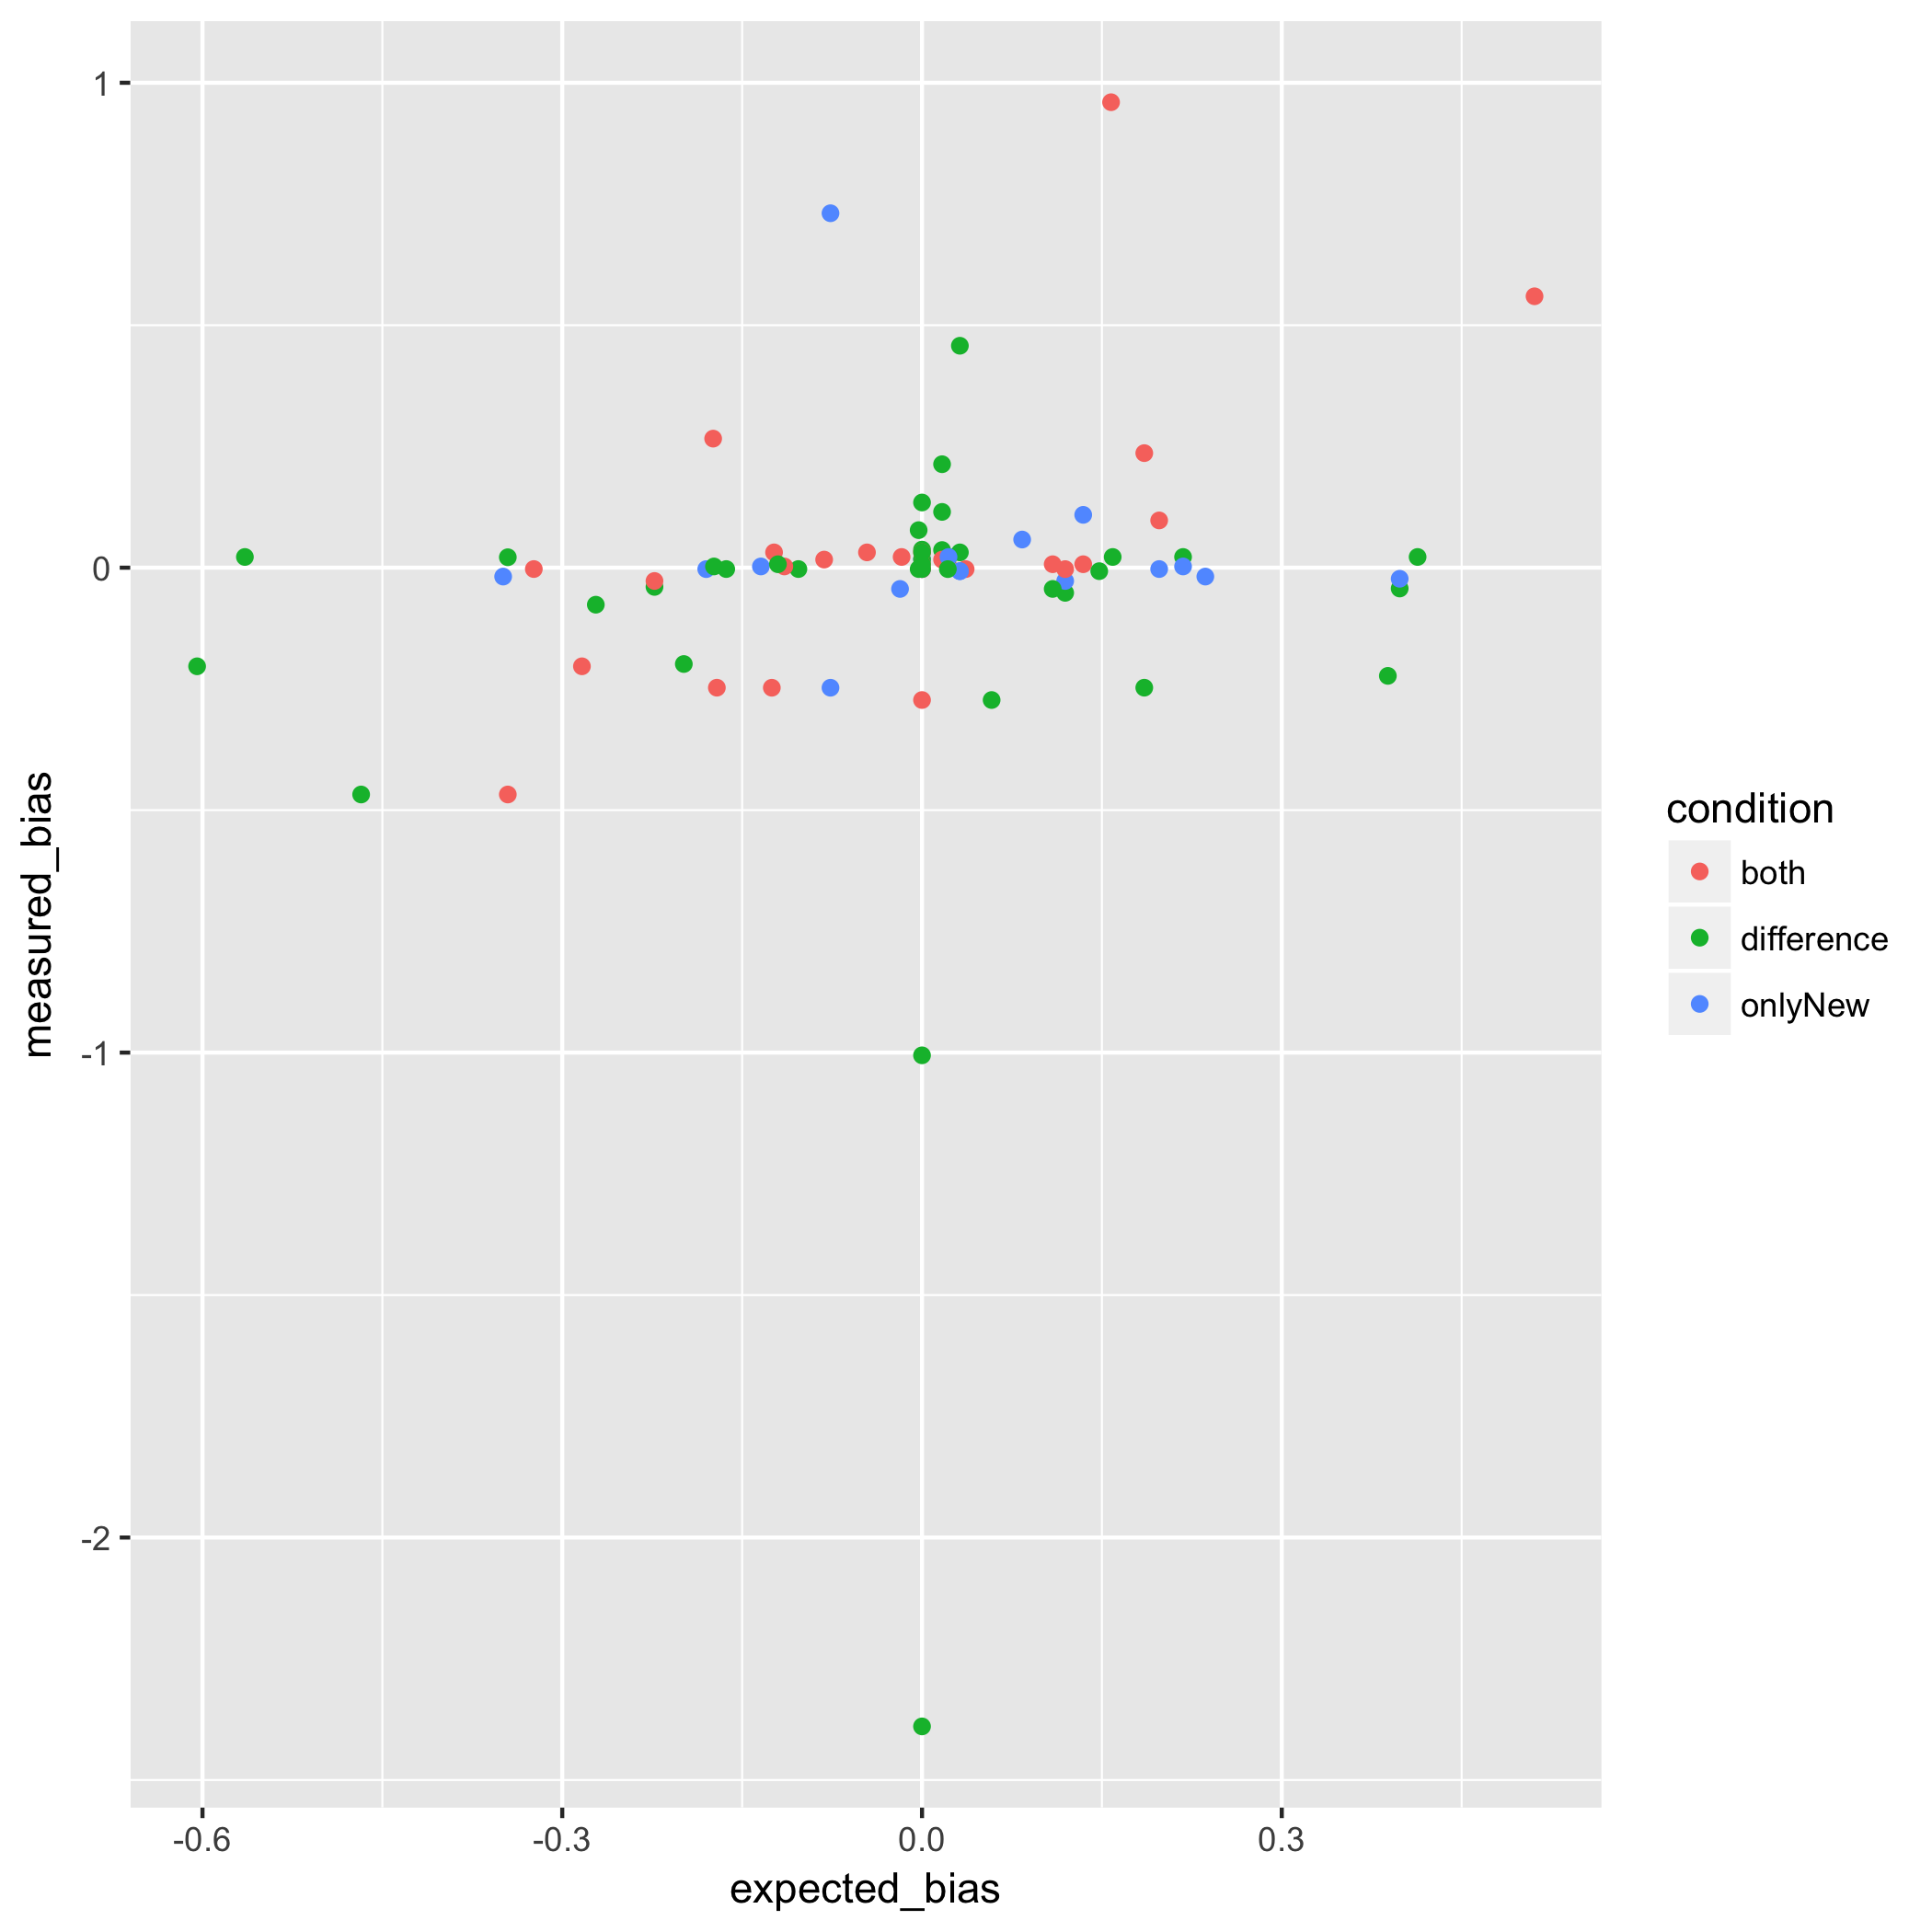 1
0
-1
-2
measured_bias
-0.6
-0.3
0.0
0.3
expected_bias
condition
both
difference
onlyNew